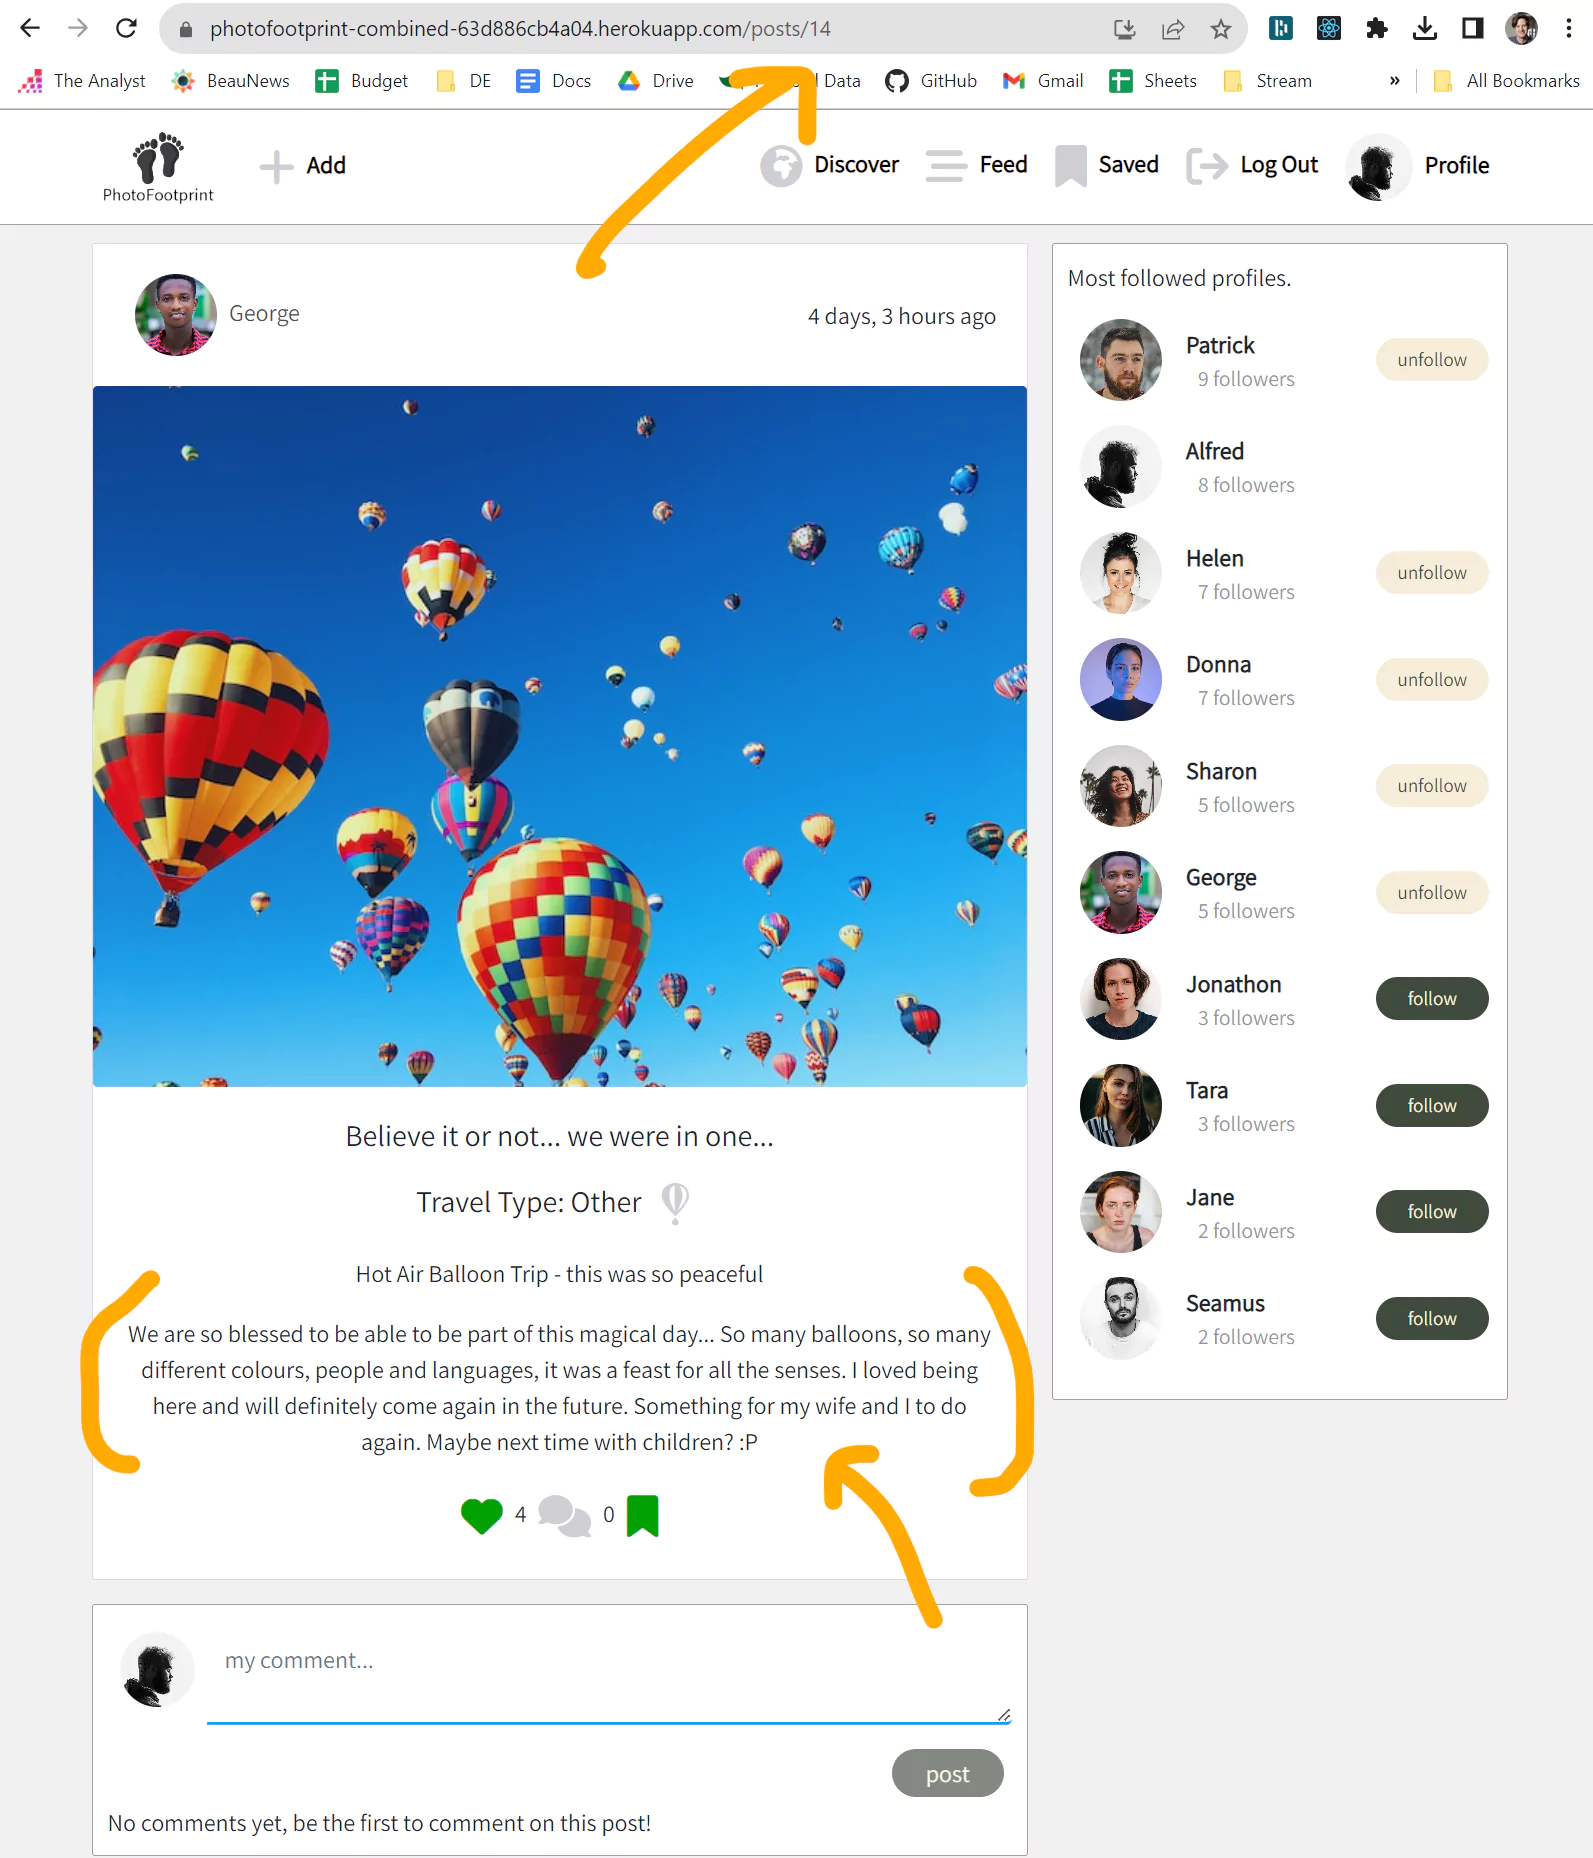 photofootprint-combined-63d886cb4a04.herokuapp.com/posts/14
The Analyst BeauNews Budget DE Docs Drive Data GitHub Gmail Sheets Stream » All Bookmarks
PhotoFootprint
Add Discover Feed Saved Log Out Profile
George
4 days, 3 hours ago
Believe it or not... we were in one...
Travel Type: Other
Hot Air Balloon Trip - this was so peaceful
We are so blessed to be able to be part of this magical day... So many balloons, so many
different colours, people and languages, it was a feast for all the senses. I loved being
here and will definitely come again in the future. Something for my wife and I to do
again. Maybe next time with children? :P
4 0
my comment...
post
No comments yet, be the first to comment on this post!
Most followed profiles.
Patrick
9 followers
unfollow
Alfred
8 followers
Helen
7 followers
unfollow
Donna
7 followers
unfollow
Sharon
5 followers
unfollow
George
5 followers
unfollow
Jonathon
3 followers
follow
Tara
3 followers
follow
Jane
2 followers
follow
Seamus
2 followers
follow